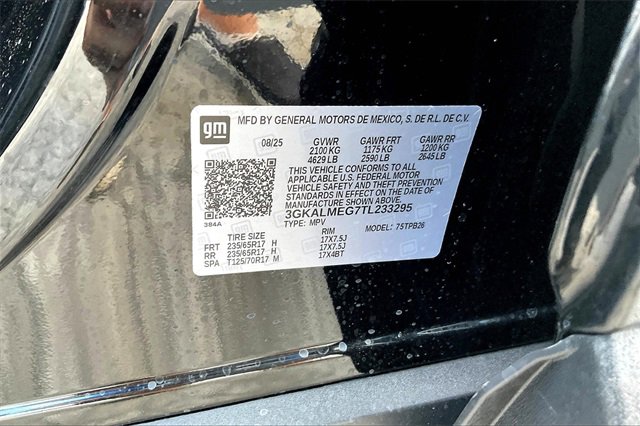 gm
MFD BY GENERAL MOTORS DE MEXICO, S. DE R.L. DE C.V.
08/25 GVWR GAWR FRT GAWR RR
2100 KG 1175 KG 1200 KG
4629 LB 2590 LB 2645 LB
THIS VEHICLE CONFORMS TO ALL
APPLICABLE U.S. FEDERAL MOTOR
VEHICLE SAFETY AND THEFT PREVENTION
STANDARDS IN EFFECT ON THE DATE OF
MANUFACTURE SHOWN ABOVE.
3GKALMEG7TL233295
384A TYPE: MPV MODEL: 75TPB26
TIRE SIZE RIM
FRT 235/65R17 H 17X7.5J
RR 235/65R17 H 17X7.5J
SPA T125/70R17 M 17X4BT